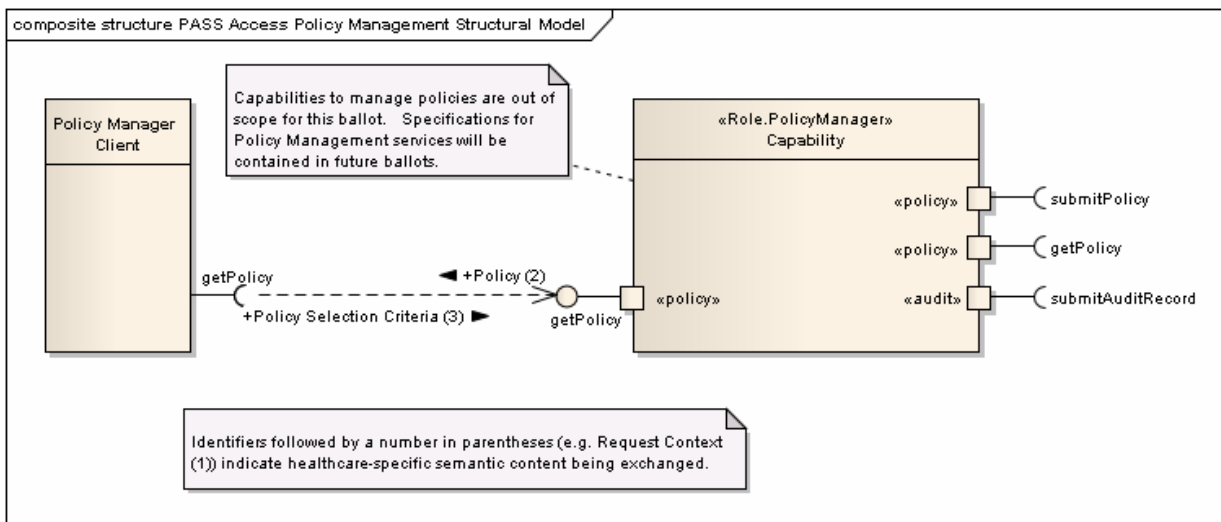 composite structure PASS Access Policy Management Structural Model
Capabilities to manage policies are out of
scope for this ballot.   Specifications for
Policy Management services will be
contained in future ballots.
Policy Manager
Client
«Role.PolicyManager»
Capability
«policy»
submitPolicy
«policy»
getPolicy
getPolicy
+Policy (2)
«policy»
«audit»
submitAuditRecord
+Policy Selection Criteria (3)
getPolicy
Identifiers followed by a number in parentheses (e.g. Request Context
(1)) indicate healthcare-specific semantic content being exchanged.